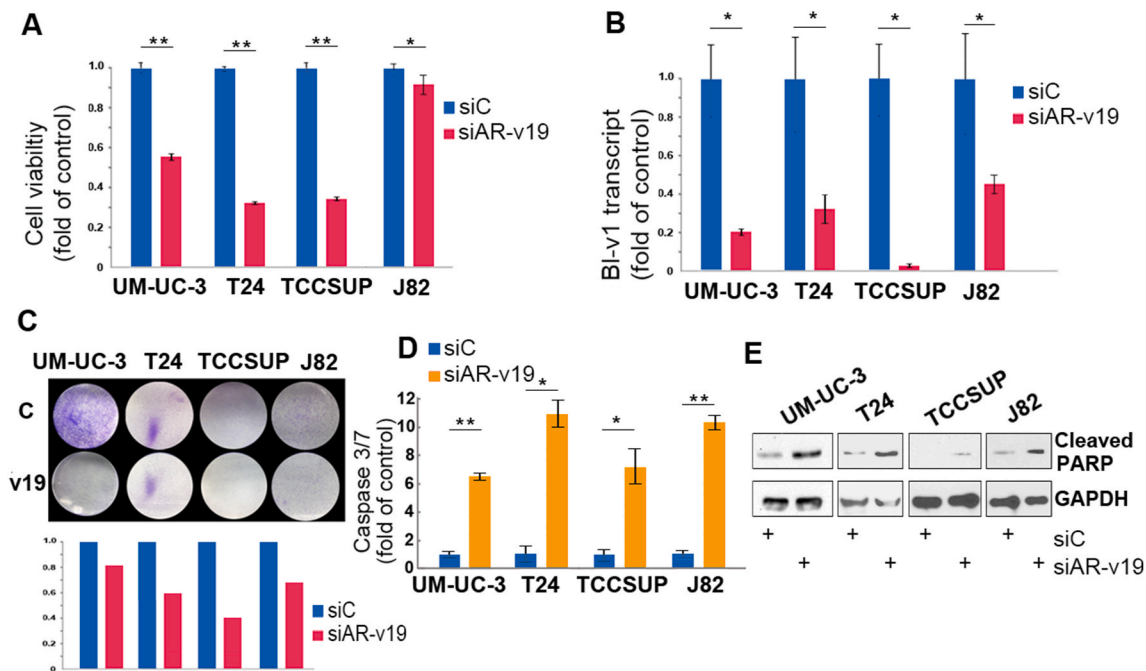 A
** ** ** *
1.0
0.8
0.6
0.4
0.2
0
Cell viabiltiy
(fold of control)
siC
siAR-v19
UM-UC-3 T24 TCCSUP J82
B
* * * *
1.0
0.8
0.6
0.4
0.2
0
BI-v1 transcript
(fold of control)
siC
siAR-v19
UM-UC-3 T24 TCCSUP J82
C
UM-UC-3 T24 TCCSUP J82
C
v19
1.0
0.8
0.6
0.4
0.2
0
siC
siAR-v19
D
siC
siAR-v19
** * * **
12
10
8
6
4
2
0
Caspase 3/7
(fold of control)
UM-UC-3 T24 TCCSUP J82
E
UM-UC-3 T24 TCCSUP J82
Cleaved
PARP
GAPDH
+ + + + siC
+ + + + siAR-v19